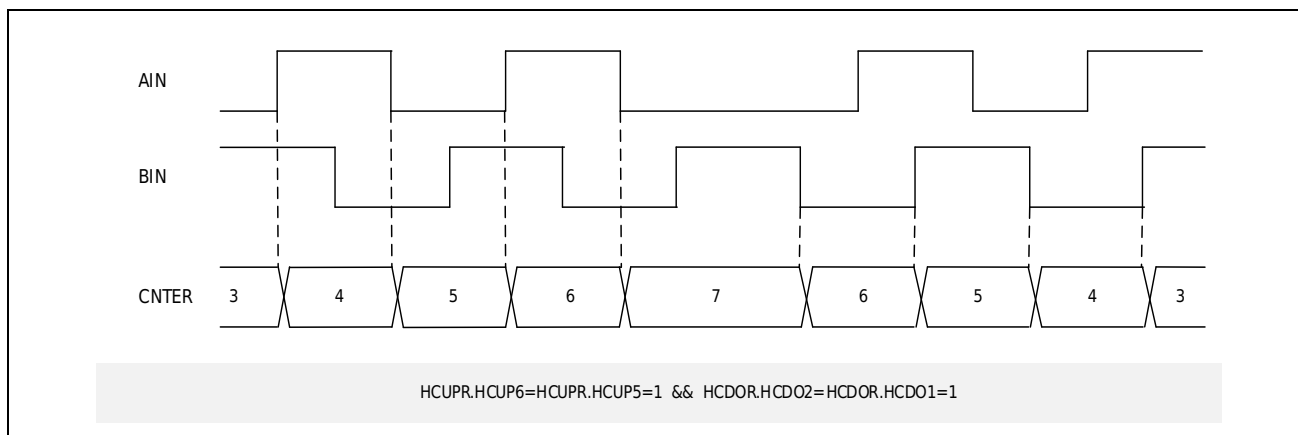 AIN
BIN
CNTER 3 4 5 6 7 6 5 4 3
HCUPR.HCUP6=HCUPR.HCUP5=1 && HCDOR.HCDO2=HCDOR.HCDO1=1